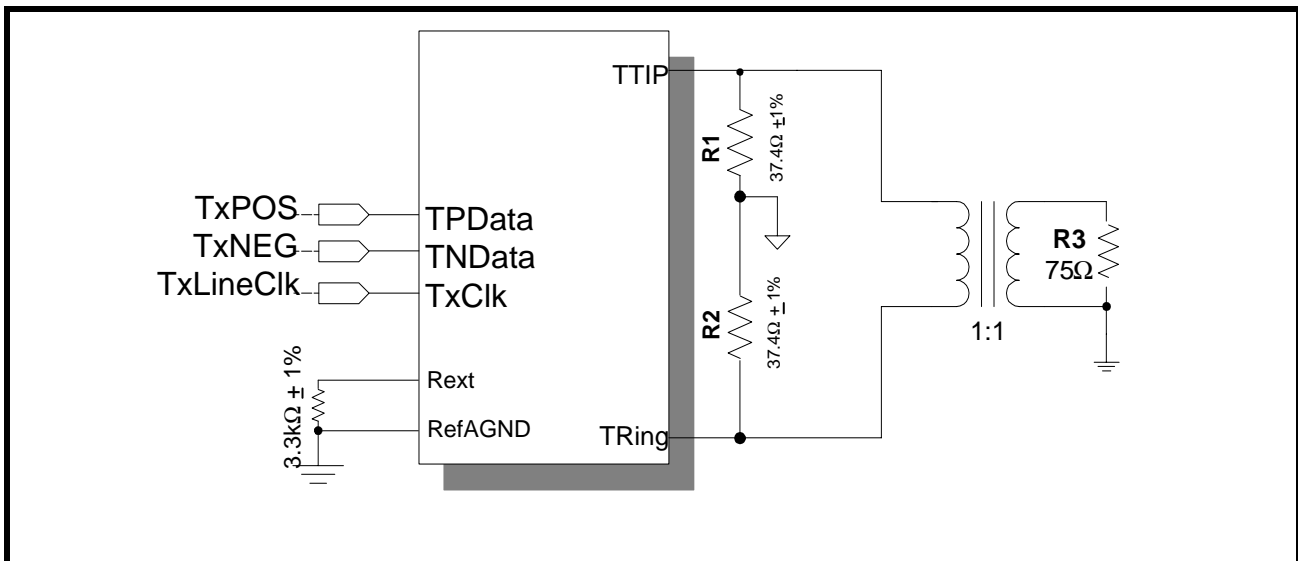 TTIP
R1
37.4Ω ±1%
TxPOS
TPData
TxNEG
TNData
TxLineClk
TxClk
R3
75Ω
R2
37.4Ω ± 1%
1:1
3.3kΩ ± 1%
Rext
RefAGND
TRing